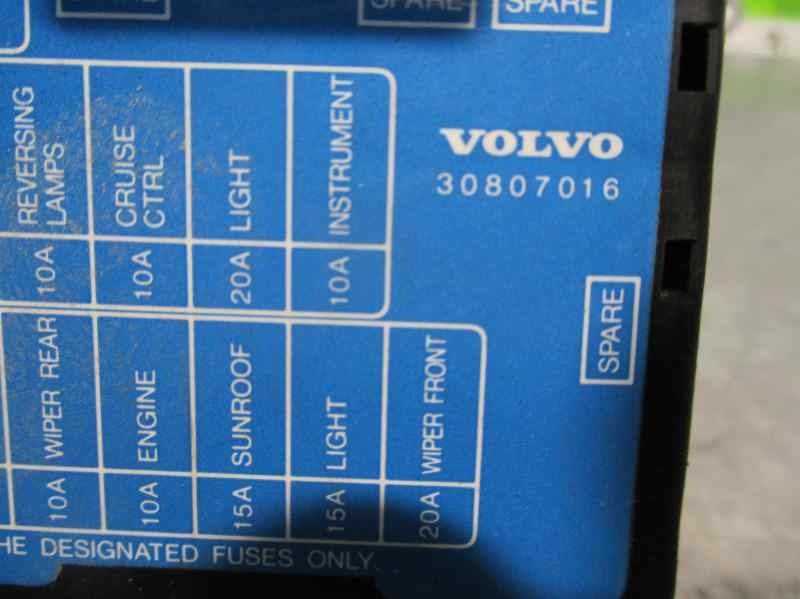 SPARE
SPARE
REVERSING
LAMPS
10A
CRUISE
CTRL
10A
LIGHT
20A
INSTRUMENT
10A
VOLVO
30807016
SPARE
WIPER REAR
10A
ENGINE
10A
SUNROOF
15A
LIGHT
15A
WIPER FRONT
20A
DESIGNATED FUSES ONLY